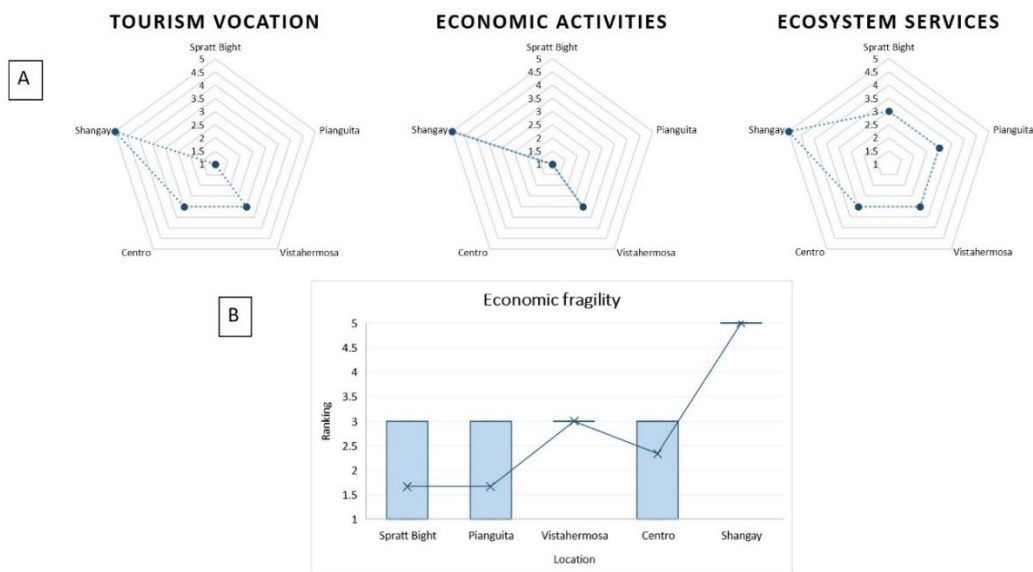 TOURISM VOCATION
ECONOMIC ACTIVITIES
ECOSYSTEM SERVICES
A
Spratt Bight
5
4.5
4
3.5
3
2.5
2
1.5
1
Pianguita
Vistahermosa
Centro
Shangay
Spratt Bight
5
4.5
4
3.5
3
2.5
2
1.5
1
Pianguita
Vistahermosa
Centro
Shangay
Spratt Bight
5
4.5
4
3.5
3
2.5
2
1.5
1
Pianguita
Vistahermosa
Centro
Shangay
B
Economic fragility
Ranking
5
4.5
4
3.5
3
2.5
2
1.5
1
Spratt Bight
Pianguita
Vistahermosa
Centro
Shangay
Location